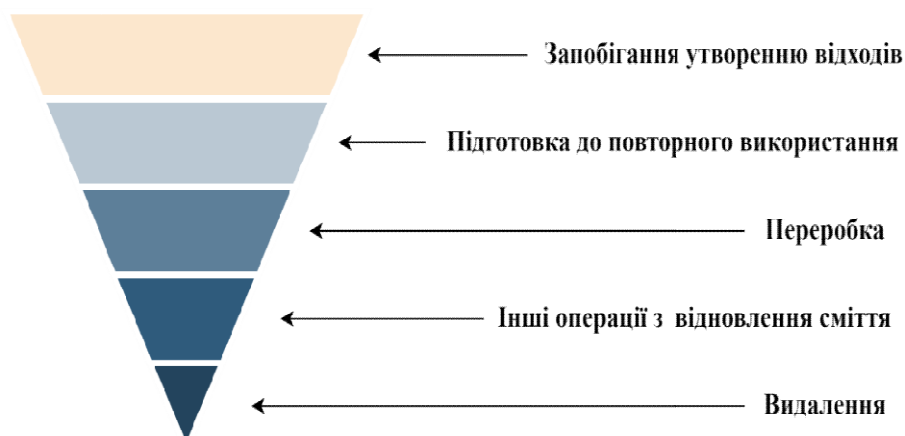 Запобігання утворенню відходів
Підготовка до повторного використання
Переробка
Інші операції з відновлення сміття
Видалення